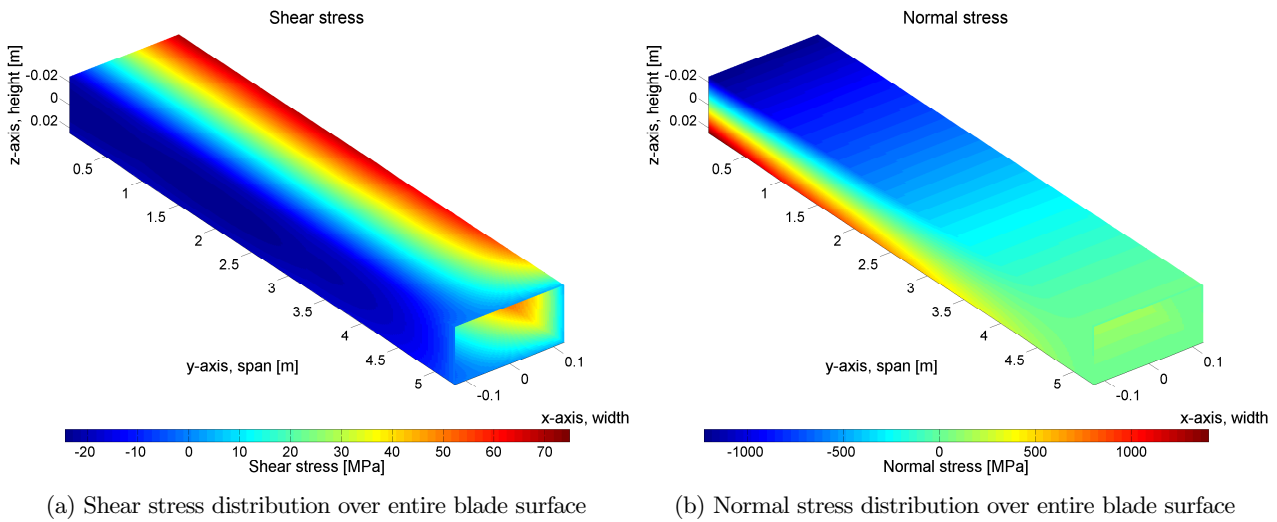 Shear stress
z-axis, height [m]
-0.02
0
0.02
0.5
1
1.5
2
2.5
3
3.5
4
4.5
5
y-axis, span [m]
-0.1
0
0.1
x-axis, width
-20 -10 0 10 20 30 40 50 60 70
Shear stress [MPa]
(a) Shear stress distribution over entire blade surface
Normal stress
z-axis, height [m]
-0.02
0
0.02
0.5
1
1.5
2
2.5
3
3.5
4
4.5
5
y-axis, span [m]
-0.1
0
0.1
x-axis, width
-1000 -500 0 500 1000
Normal stress [MPa]
(b) Normal stress distribution over entire blade surface